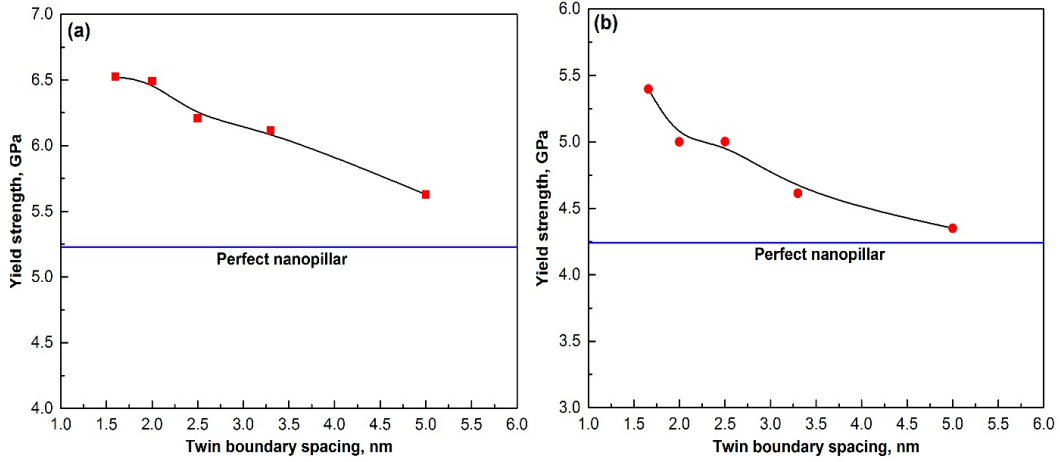 (a)
Yield strength, GPa
7.0
6.5
6.0
5.5
5.0
4.5
4.0
Perfect nanopillar
1.0 1.5 2.0 2.5 3.0 3.5 4.0 4.5 5.0 5.5 6.0
Twin boundary spacing, nm
(b)
Yield strength, GPa
6.0
5.5
5.0
4.5
4.0
3.5
3.0
Perfect nanopillar
1.0 1.5 2.0 2.5 3.0 3.5 4.0 4.5 5.0 5.5 6.0
Twin boundary spacing, nm